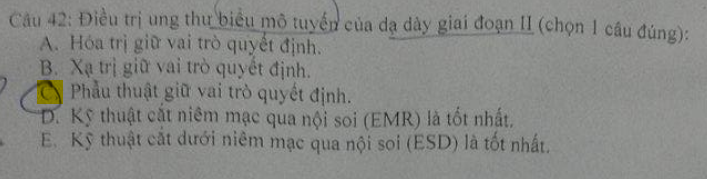 Câu 42: Điều trị ung thư biểu mô tuyến của dạ dày giai đoạn II (chọn 1 câu đúng):
A. Hóa trị giữ vai trò quyết định.
B. Xạ trị giữ vai trò quyết định.
C. Phẫu thuật giữ vai trò quyết định.
D. Kỹ thuật cắt niêm mạc qua nội soi (EMR) là tốt nhất.
E. Kỹ thuật cắt dưới niêm mạc qua nội soi (ESD) là tốt nhất.